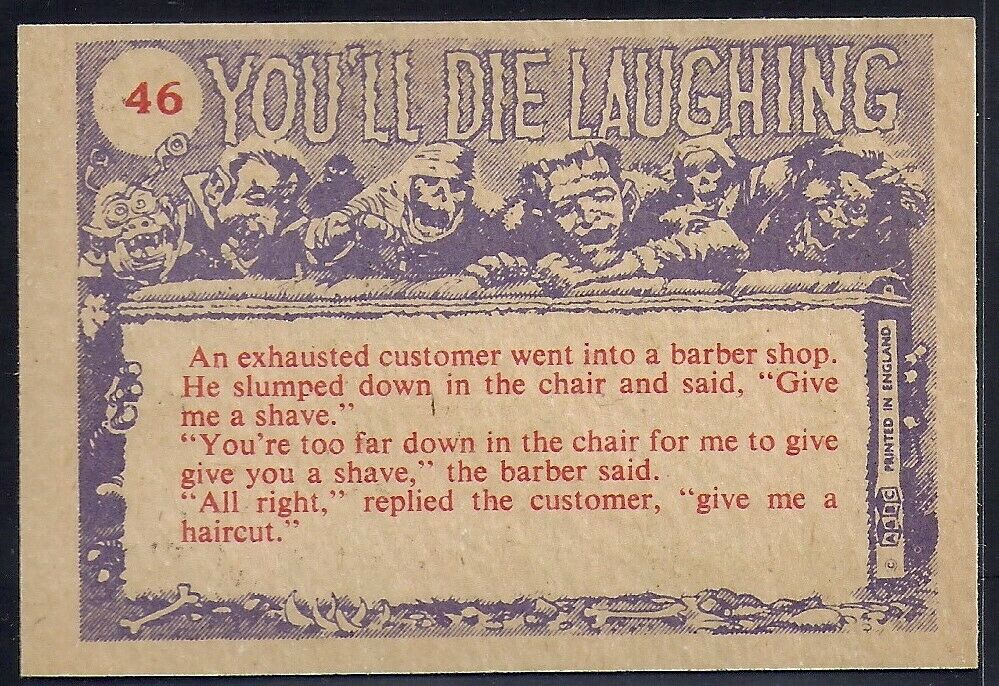 46
YOU'LL DIE LAUGHING
An exhausted customer went into a barber shop.
He slumped down in the chair and said, “Give
me a shave.”
“You're too far down in the chair for me to give
give you a shave,” the barber said.
“All right,” replied the customer, “give me a
haircut.”
© A&BC PRINTED IN ENGLAND